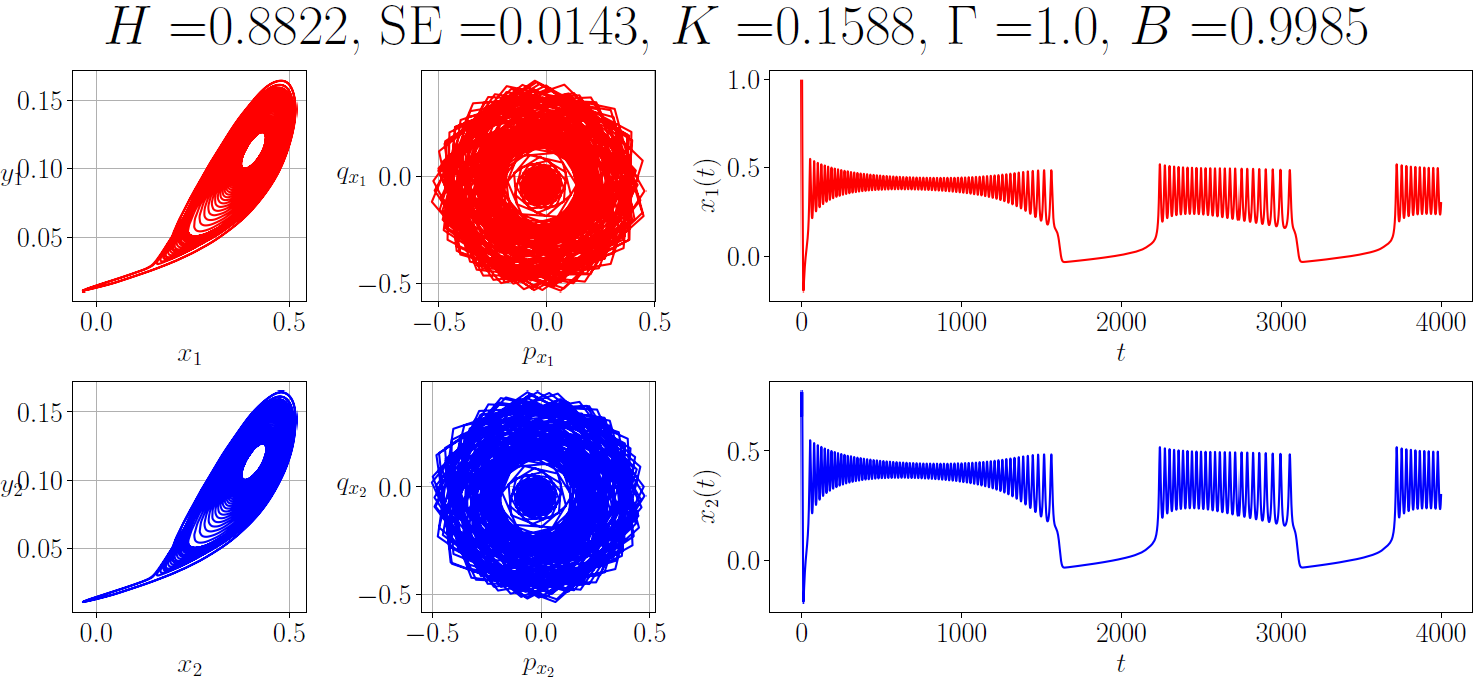 H =0.8822, SE =0.0143, K =0.1588, Γ =1.0, B =0.9985
0.15
y₁0.10
0.05
0.0 0.5
x₁
qₓ₁ 0.0
−0.5
−0.5 0.0 0.5
pₓ₁
1.0
0.5
0.0
x₁(t)
0 1000 2000 3000 4000
t
0.15
y₂0.10
0.05
0.0 0.5
x₂
qₓ₂ 0.0
−0.5
−0.5 0.0 0.5
pₓ₂
0.5
0.0
x₂(t)
0 1000 2000 3000 4000
t